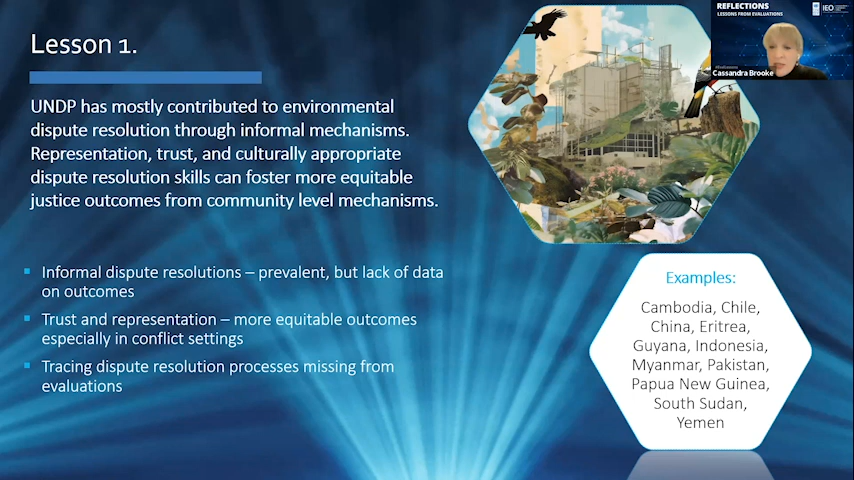 Lesson 1.
UNDP has mostly contributed to environmental
dispute resolution through informal mechanisms.
Representation, trust, and culturally appropriate
dispute resolution skills can foster more equitable
justice outcomes from community level mechanisms.
Informal dispute resolutions – prevalent, but lack of data
on outcomes
Trust and representation – more equitable outcomes
especially in conflict settings
Tracing dispute resolution processes missing from
evaluations
REFLECTIONS
LESSONS FROM EVALUATIONS
IEO
Cassandra Brooke
Examples:
Cambodia, Chile,
China, Eritrea,
Guyana, Indonesia,
Myanmar, Pakistan,
Papua New Guinea,
South Sudan,
Yemen